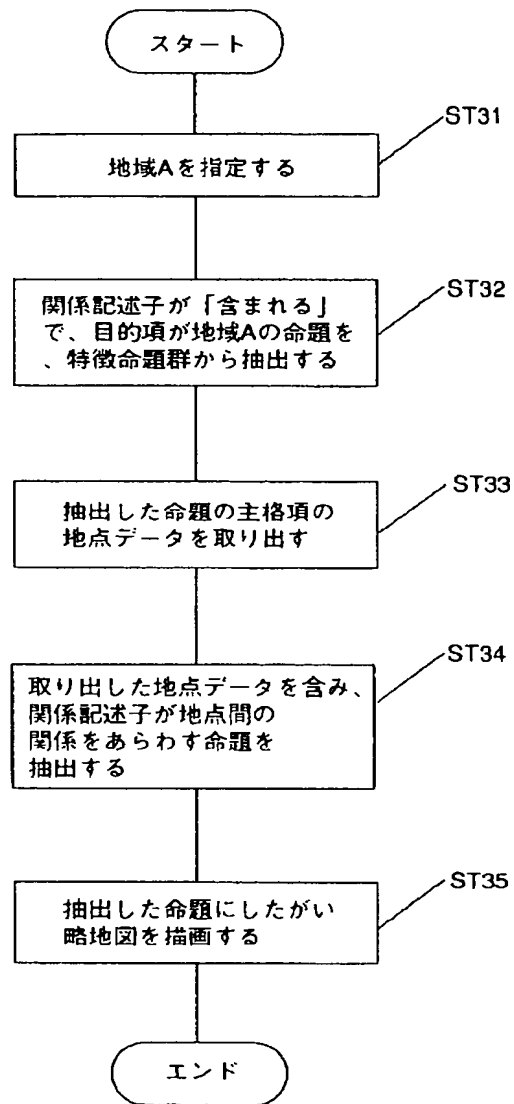 スタート
ST31
地域Aを指定する
ST32
関係記述子が「含まれる」
で、目的項が地域Aの命題を
、特徴命題群から抽出する
ST33
抽出した命題の主格項の
地点データを取り出す
ST34
取り出した地点データを含み、
関係記述子が地点間の
関係をあらわす命題を
抽出する
ST35
抽出した命題にしたがい
略地図を描画する
エンド